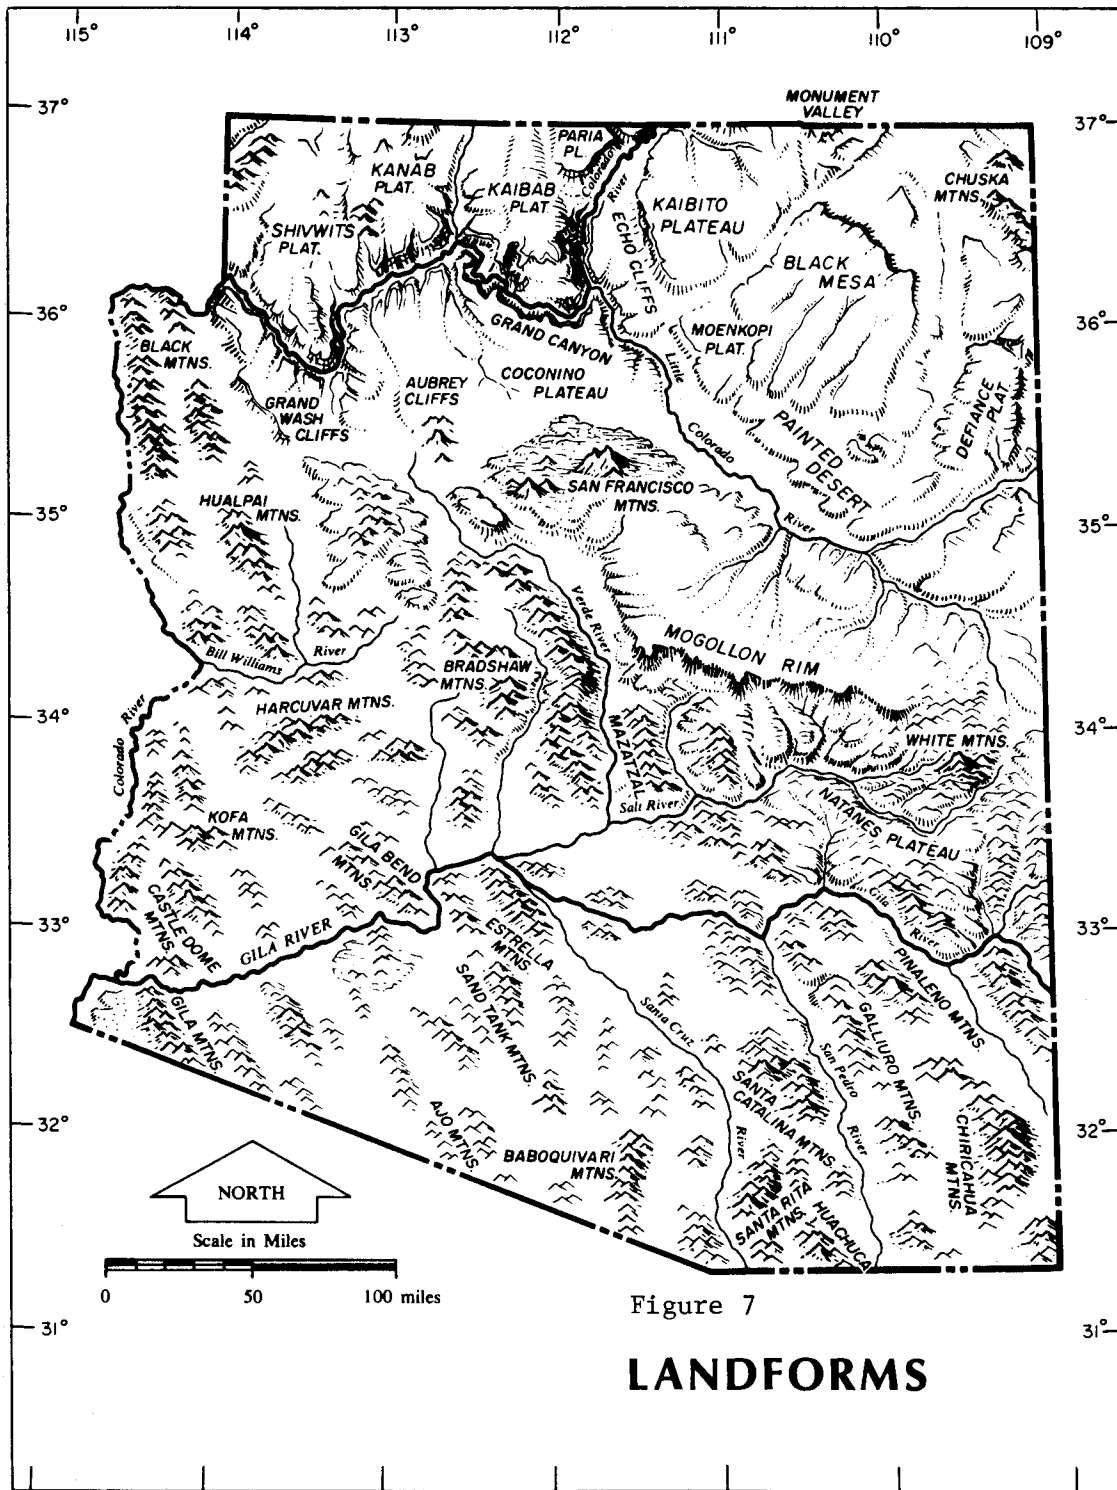 115°
114°
113°
112°
111°
110°
109°
37°
37°
MONUMENT
VALLEY
PARIA
PL.
Colorado
River
KANAB
PLAT.
KAIBAB
PLAT.
KAIBITO
PLATEAU
CHUSKA
MTNS.
SHIVWITS
PLAT.
ECHO CLIFFS
BLACK
MESA
36°
36°
GRAND CANYON
MOENKOPI
PLAT.
Little
Colorado
River
BLACK
MTNS.
GRAND
WASH
CLIFFS
AUBREY
CLIFFS
COCONINO
PLATEAU
PAINTED
DESERT
DEFIANCE
PLAT.
SAN FRANCISCO
MTNS.
HUALPAI
MTNS.
35°
35°
Verde River
MOGOLLON RIM
Bill Williams
River
BRADSHAW
MTNS.
HARCUVAR MTNS.
34°
34°
Colorado
River
MAZATZAL
WHITE MTNS.
Salt River
NATANES PLATEAU
KOFA
MTNS.
GILA BEND
MTNS
CASTLE DOME
MTNS.
33°
33°
GILA RIVER
ESTRELLA
MTNS
Gila
River
PINALENO MTNS.
SAND TANK MTNS.
GILA MTNS.
Santa Cruz
River
San Pedro
River
GALLIURO MTNS.
SANTA
CATALINA MTNS.
32°
32°
AJO MTNS.
BABOQUIVARI
MTNS.
CHIRICAHUA
MTNS.
SANTA RITA
MTNS.
HUACHUCA
NORTH
Scale in Miles
0
50
100 miles
Figure 7
31°
31°
LANDFORMS